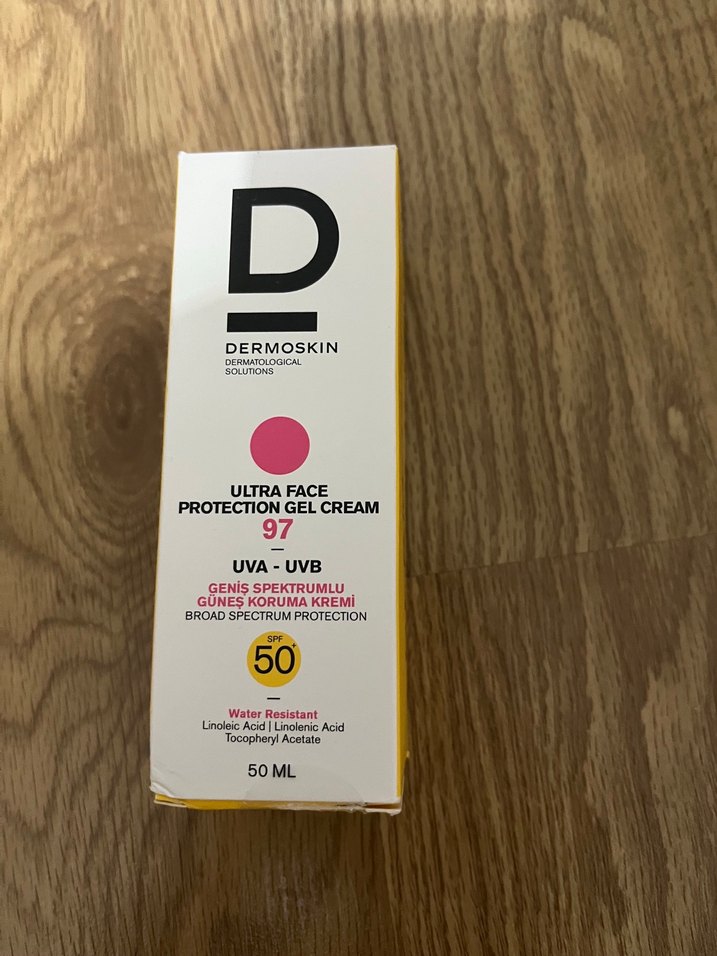 D
DERMOSKIN
DERMATOLOGICAL
SOLUTIONS
ULTRA FACE
PROTECTION GEL CREAM
97
UVA - UVB
GENİŞ SPEKTRUMLU
GÜNEŞ KORUMA KREMİ
BROAD SPECTRUM PROTECTION
SPF
50+
Water Resistant
Linoleic Acid | Linolenic Acid
Tocopheryl Acetate
50 ML